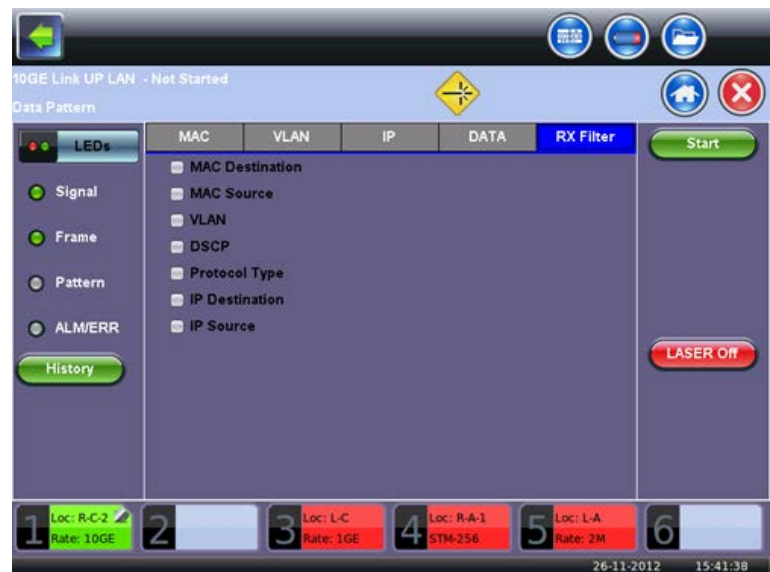 10GE Link UP LAN - Not Started
Data Pattern
LEDs
MAC
VLAN
IP
DATA
RX Filter
Start
MAC Destination
MAC Source
VLAN
DSCP
Protocol Type
IP Destination
IP Source
Signal
Frame
Pattern
ALM/ERR
History
LASER Off
1
Loc: R-C-2
Rate: 10GE
2
3
Loc: L-C
Rate: 1GE
4
Loc: R-A-1
STM-256
5
Loc: L-A
Rate: 2M
6
26-11-2012 15:41:38